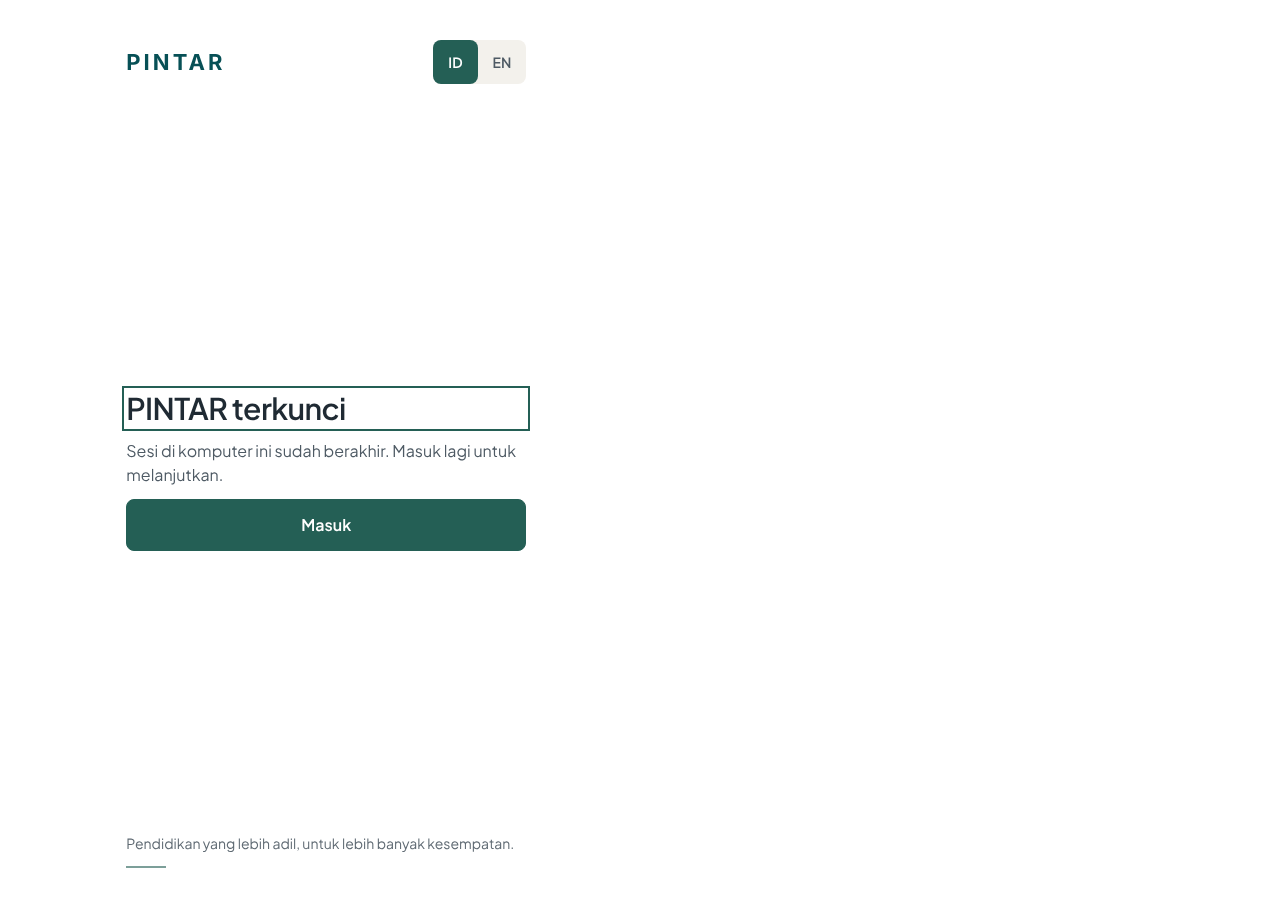 PINTAR
ID EN
PINTAR terkunci
Sesi di komputer ini sudah berakhir. Masuk lagi untuk
melanjutkan.
Masuk
Pendidikan yang lebih adil, untuk lebih banyak kesempatan.